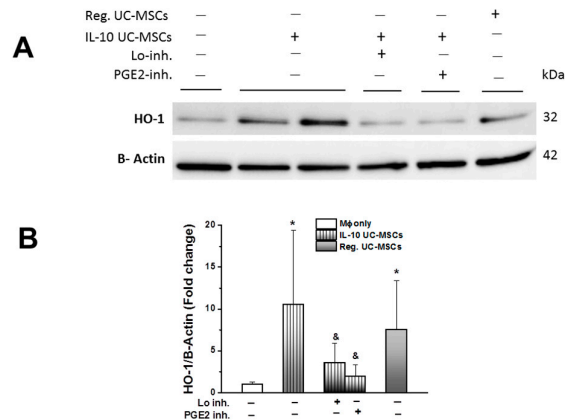 Reg. UC-MSCs – – – – +
IL-10 UC-MSCs – + + + –
Lo-inh. – – + – –
PGE2-inh. – – – + –
A
kDa
HO-1 32
B- Actin 42
B
HO-1/B-Actin (Fold change)
20
15
10
5
0
Mϕ only
IL-10 UC-MSCs
Reg. UC-MSCs
* & & *
Lo inh. – – + – –
PGE2 inh. – – – + –